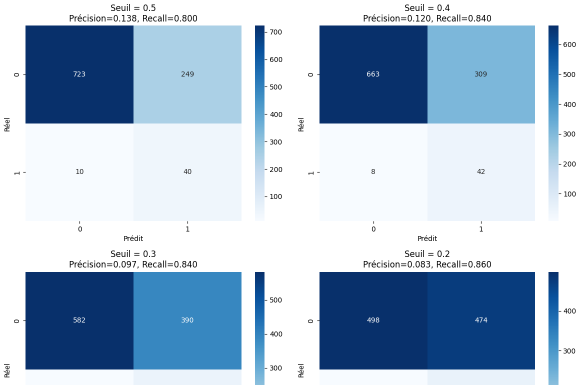 Seuil = 0.5
Précision=0.138, Recall=0.800
723 249
10 40
0
1
Réel
0 1
Prédit
700
600
500
400
300
200
100
Seuil = 0.4
Précision=0.120, Recall=0.840
663 309
8 42
0
1
Réel
0 1
Prédit
600
500
400
300
200
100
Seuil = 0.3
Précision=0.097, Recall=0.840
582 390
0
Réel
500
400
300
Seuil = 0.2
Précision=0.083, Recall=0.860
498 474
0
Réel
400
300